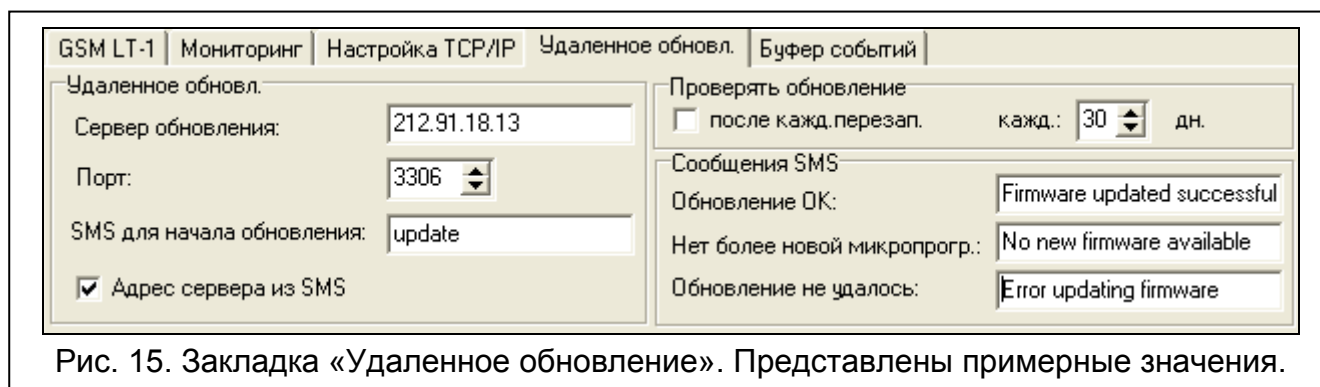 GSM LT-1 Мониторинг Настройка TCP/IP Удаленное обновл. Буфер событий
Удаленное обновл.
Сервер обновления: 212.91.18.13
Порт: 3306
SMS для начала обновления: update
Адрес сервера из SMS
Проверять обновление
после кажд.перезап. кажд.: 30 дн.
Сообщения SMS
Обновление ОК: Firmware updated successful
Нет более новой микропрогр.: No new firmware available
Обновление не удалось: Error updating firmware
Рис. 15. Закладка «Удаленное обновление». Представлены примерные значения.